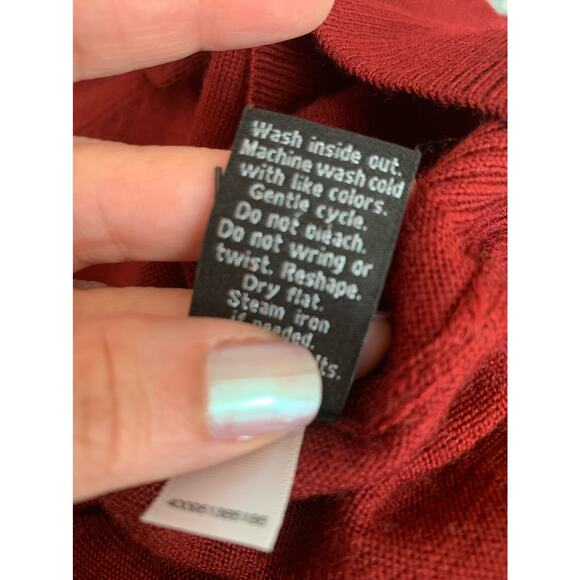 Wash inside out.
Machine wash cold
with like colors.
Gentle cycle.
Do not bleach.
Do not wring or
twist. Reshape.
Dry flat.
Steam iron
if needed.